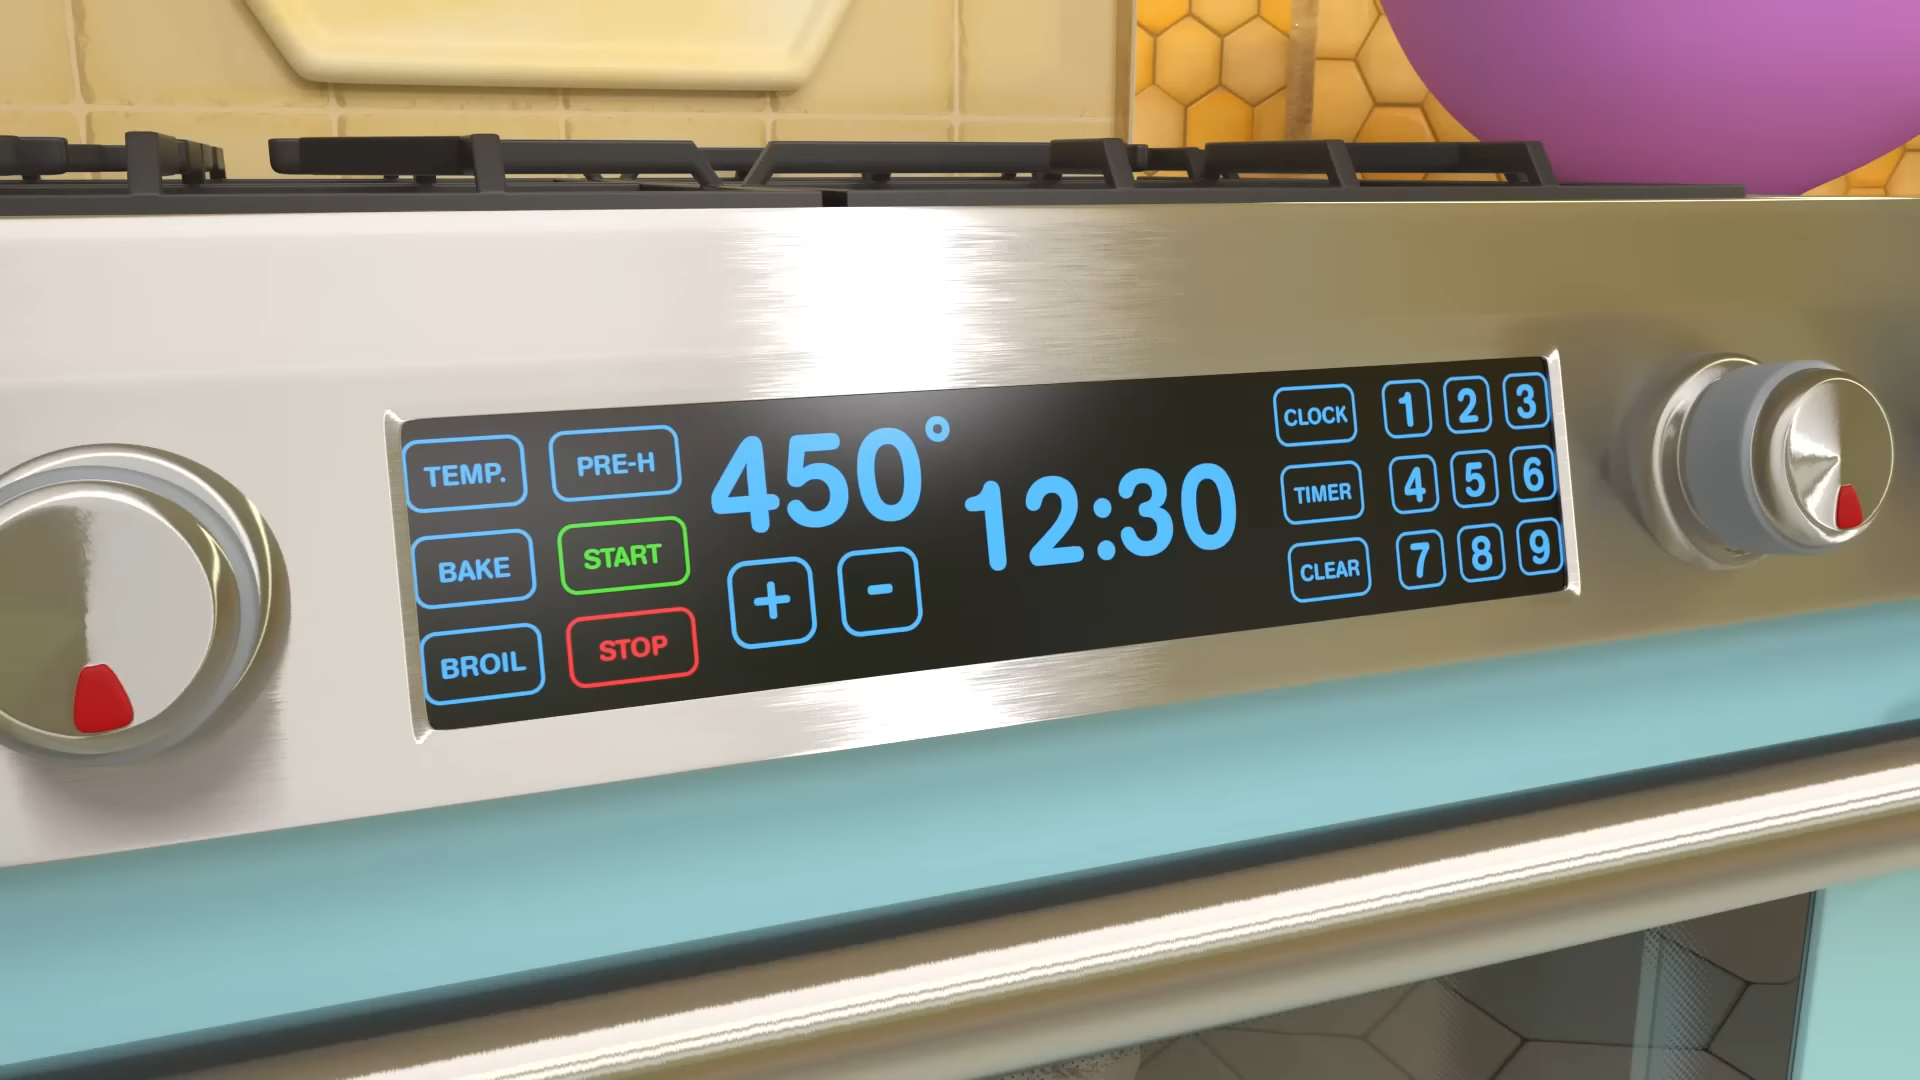 TEMP.
PRE-H
BAKE
START
BROIL
STOP
450°
+
-
12:30
CLOCK
1 2 3
TIMER
4 5 6
CLEAR
7 8 9